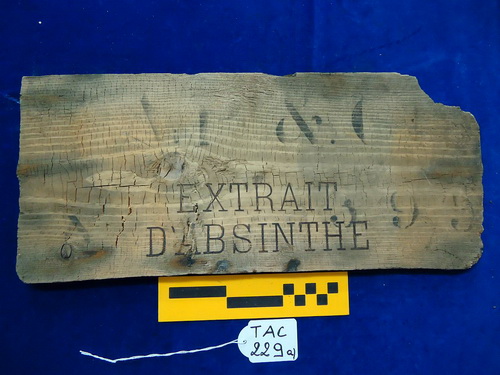 & C
EXTRAIT
D'ABSINTHE
TAC
229a)